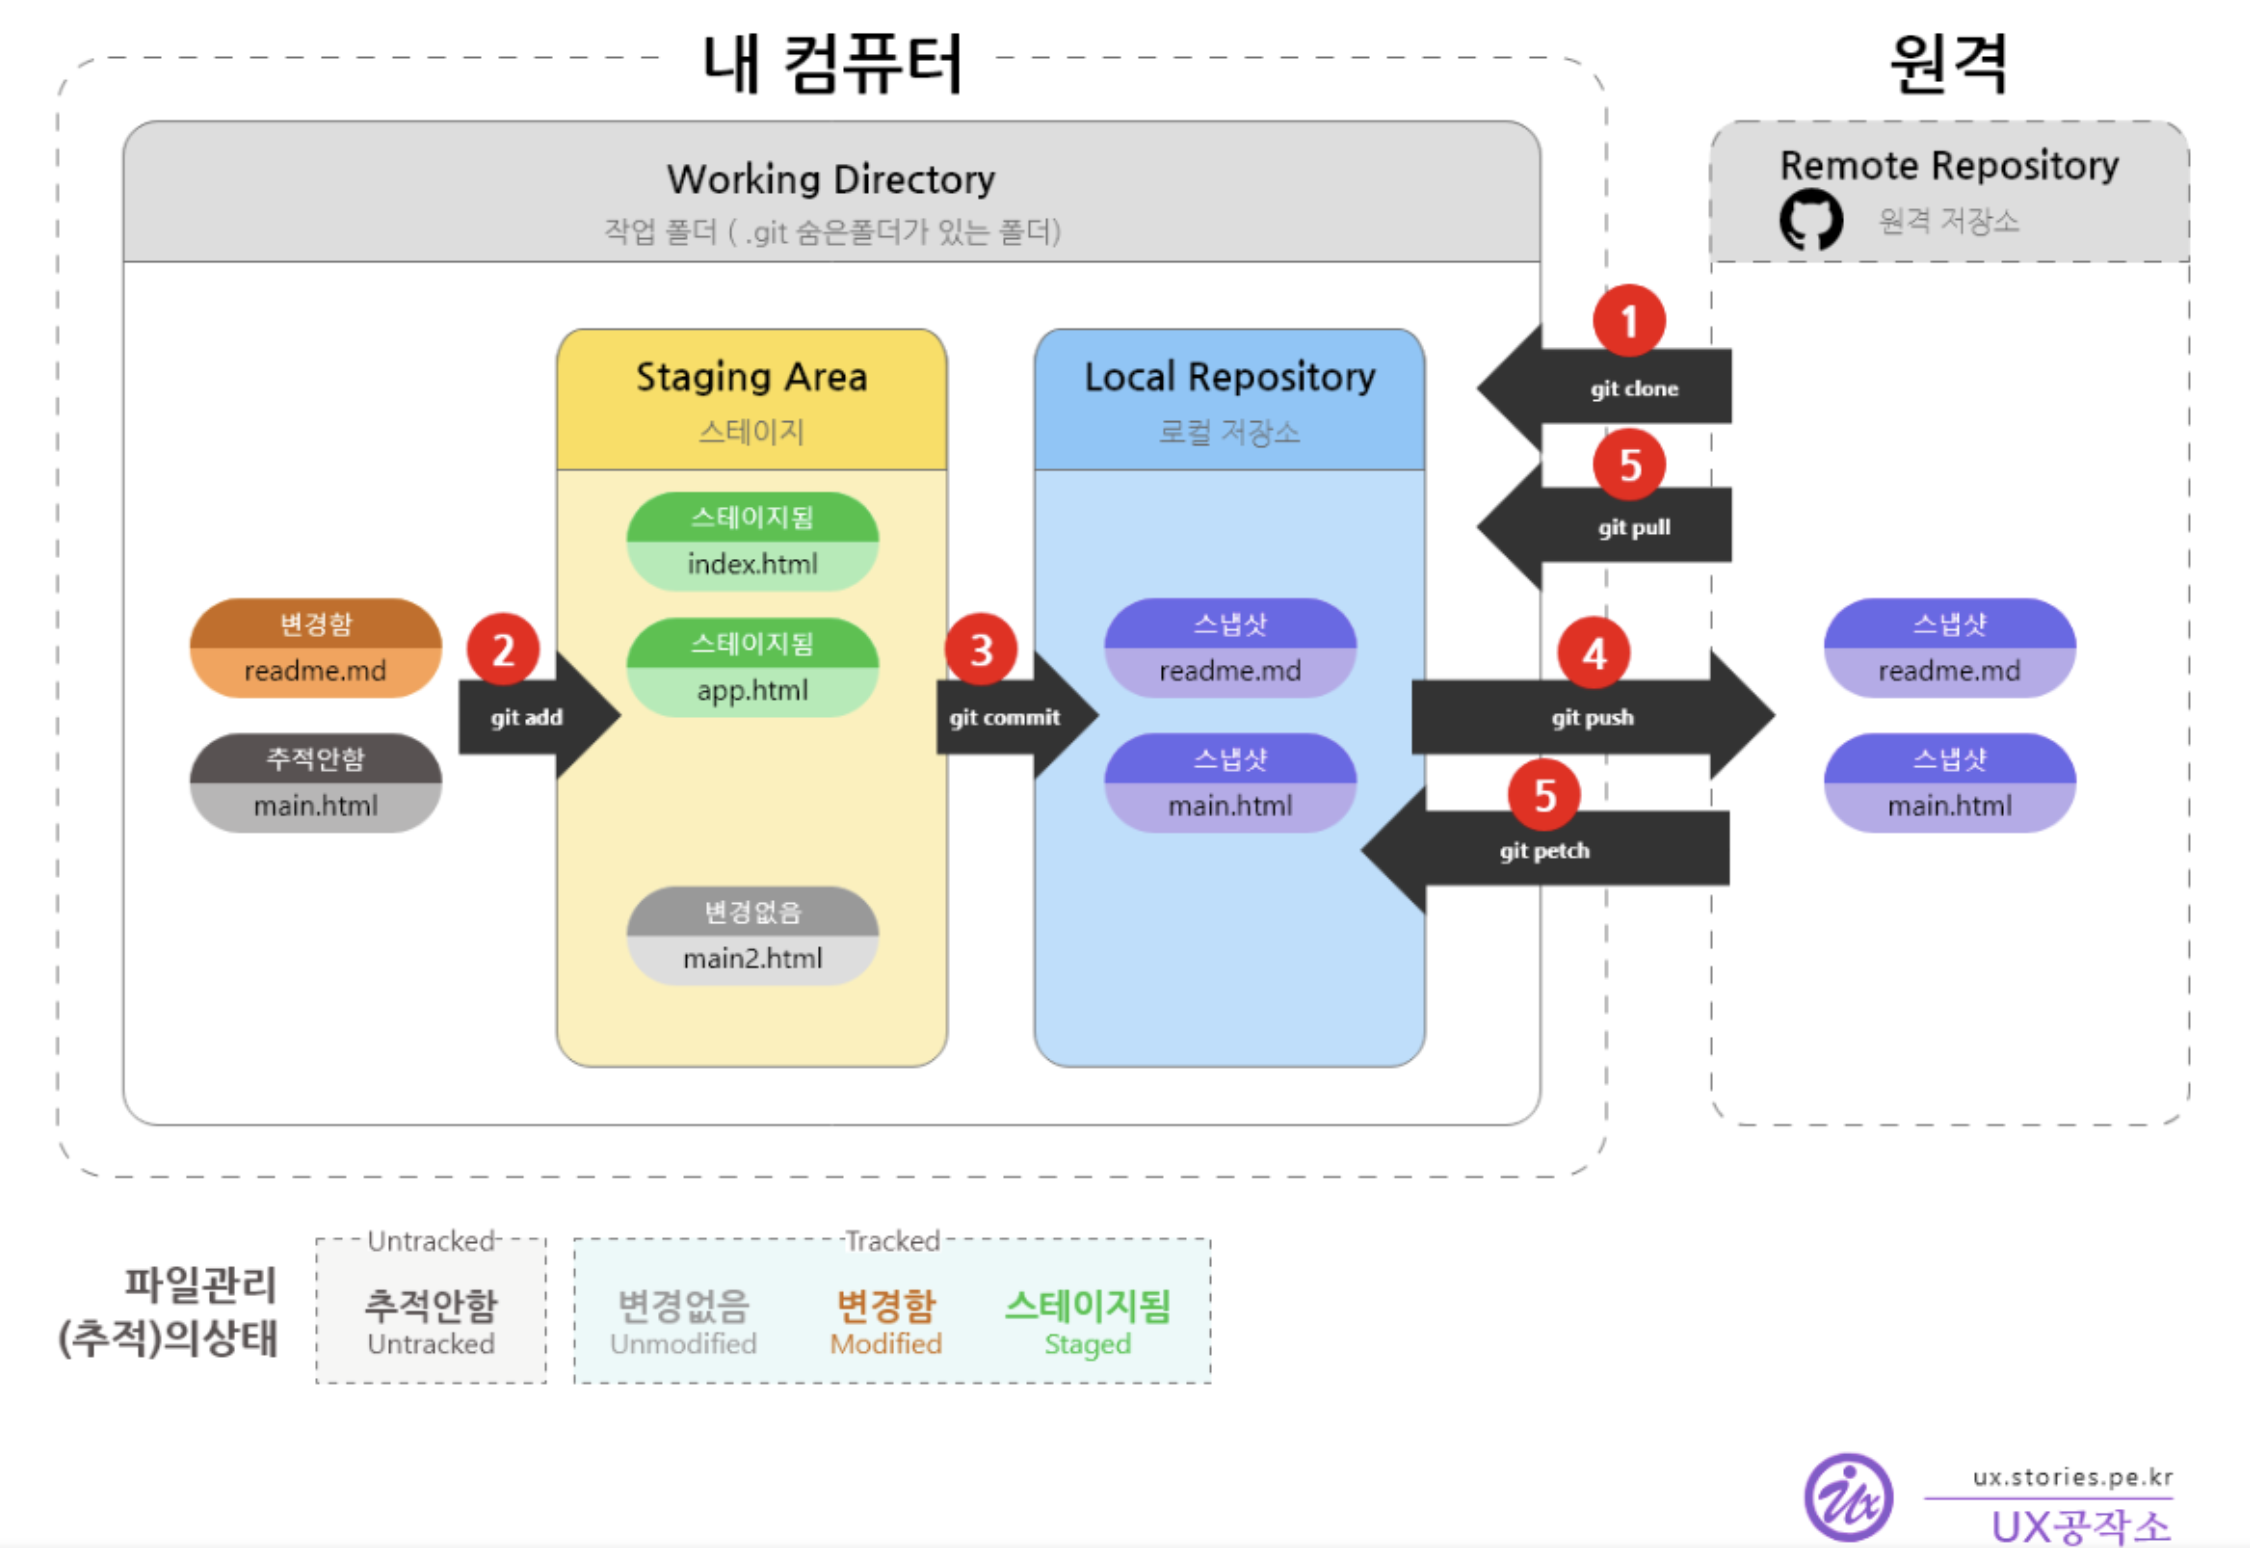 내 컴퓨터
원격
Working Directory
작업 폴더 ( .git 숨은폴더가 있는 폴더)
Remote Repository
원격 저장소
Staging Area
스테이지
Local Repository
로컬 저장소
1
git clone
5
git pull
스테이지됨
index.html
스테이지됨
app.html
변경없음
main2.html
변경함
readme.md
추적안함
main.html
2
git add
3
git commit
스냅샷
readme.md
스냅샷
main.html
4
git push
5
git petch
스냅샷
readme.md
스냅샷
main.html
파일관리
(추적)의상태
Untracked
추적안함
Untracked
Tracked
변경없음
Unmodified
변경함
Modified
스테이지됨
Staged
ux
ux.stories.pe.kr
UX공작소